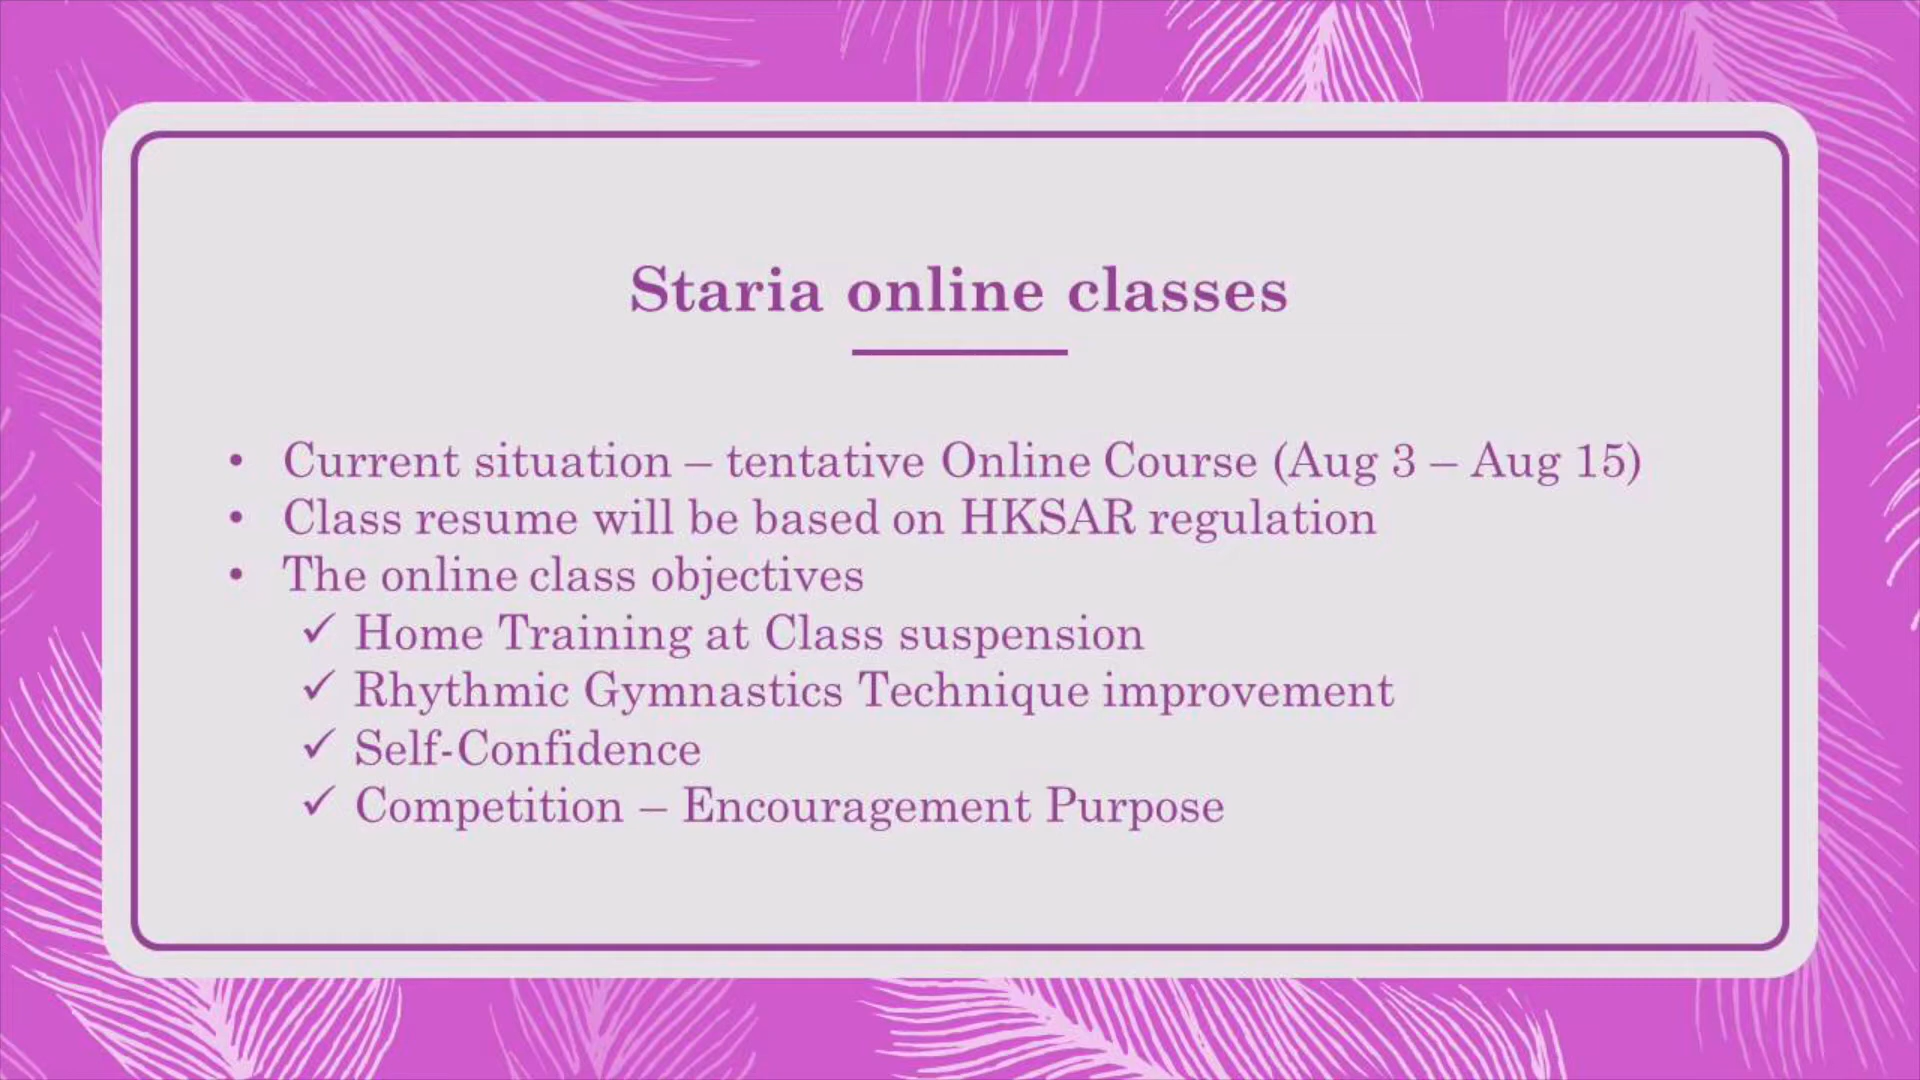 Staria online classes
• Current situation – tentative Online Course (Aug 3 – Aug 15)
• Class resume will be based on HKSAR regulation
• The online class objectives
✓ Home Training at Class suspension
✓ Rhythmic Gymnastics Technique improvement
✓ Self-Confidence
✓ Competition – Encouragement Purpose